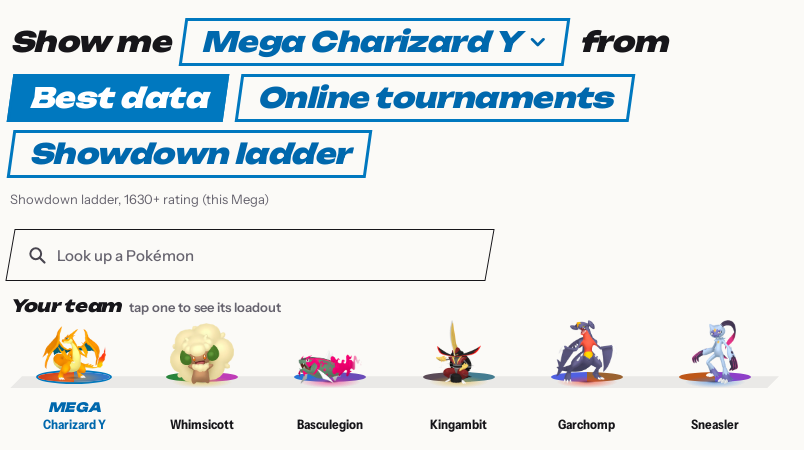 Show me Mega Charizard Y from
Best data Online tournaments
Showdown ladder
Showdown ladder, 1630+ rating (this Mega)
Look up a Pokémon
Your team tap one to see its loadout
MEGA
Charizard Y Whimsicott Basculegion Kingambit Garchomp Sneasler